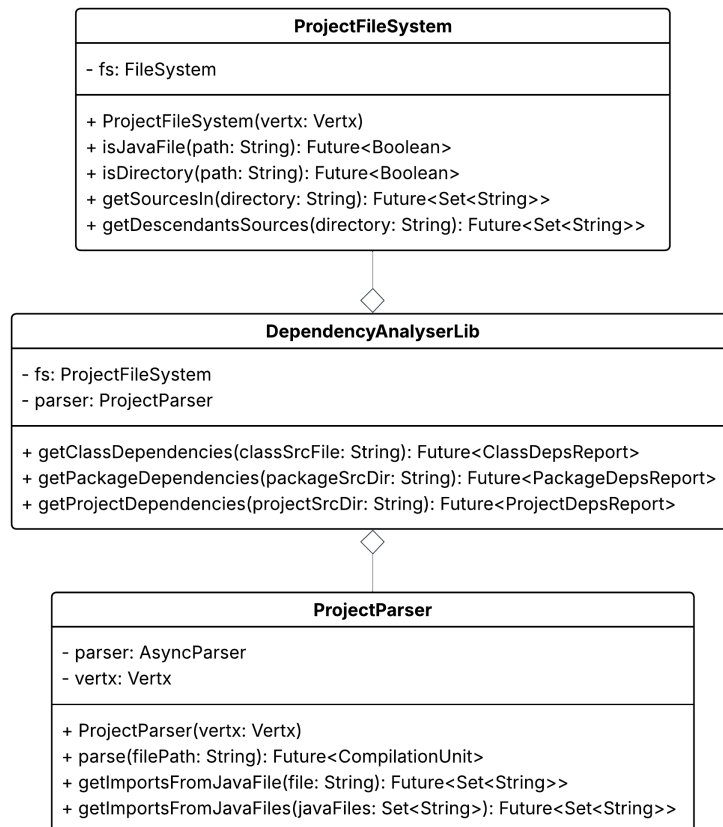 ProjectFileSystem
- fs: FileSystem
+ ProjectFileSystem(vertx: Vertx)
+ isJavaFile(path: String): Future<Boolean>
+ isDirectory(path: String): Future<Boolean>
+ getSourcesIn(directory: String): Future<Set<String>>
+ getDescendantsSources(directory: String): Future<Set<String>>
DependencyAnalyserLib
- fs: ProjectFileSystem
- parser: ProjectParser
+ getClassDependencies(classSrcFile: String): Future<ClassDepsReport>
+ getPackageDependencies(packageSrcDir: String): Future<PackageDepsReport>
+ getProjectDependencies(projectSrcDir: String): Future<ProjectDepsReport>
ProjectParser
- parser: AsyncParser
- vertx: Vertx
+ ProjectParser(vertx: Vertx)
+ parse(filePath: String): Future<CompilationUnit>
+ getImportsFromJavaFile(file: String): Future<Set<String>>
+ getImportsFromJavaFiles(javaFiles: Set<String>): Future<Set<String>>